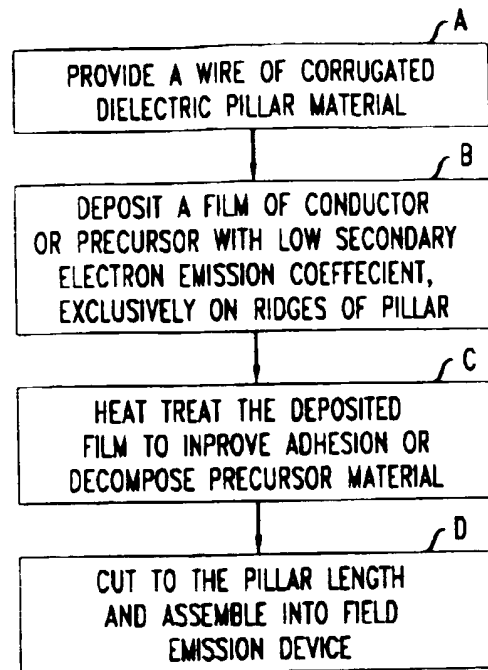 A
PROVIDE A WIRE OF CORRUGATED
DIELECTRIC PILLAR MATERIAL
B
DEPOSIT A FILM OF CONDUCTOR
OR PRECURSOR WITH LOW SECONDARY
ELECTRON EMISSION COEFFECIENT,
EXCLUSIVELY ON RIDGES OF PILLAR
C
HEAT TREAT THE DEPOSITED
FILM TO INPROVE ADHESION OR
DECOMPOSE PRECURSOR MATERIAL
D
CUT TO THE PILLAR LENGTH
AND ASSEMBLE INTO FIELD
EMISSION DEVICE